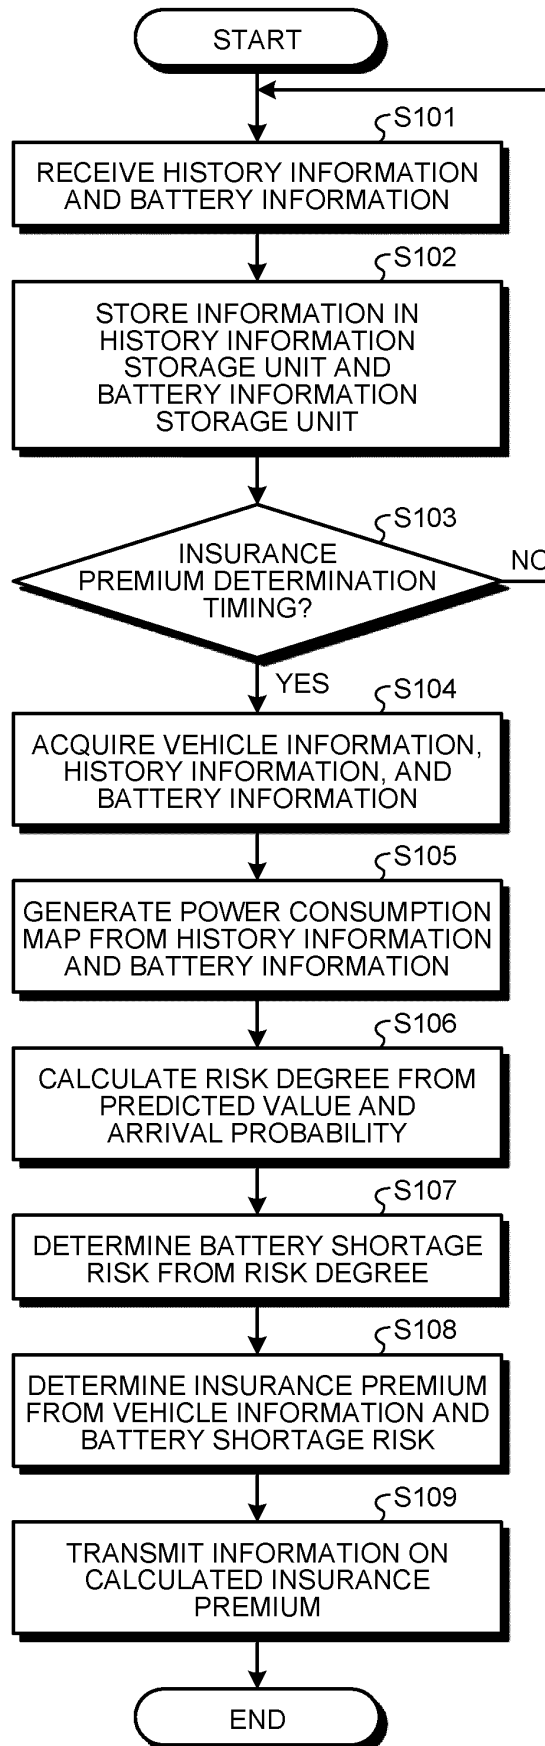 START
S101
RECEIVE HISTORY INFORMATION
AND BATTERY INFORMATION
S102
STORE INFORMATION IN
HISTORY INFORMATION
STORAGE UNIT AND
BATTERY INFORMATION
STORAGE UNIT
S103
INSURANCE
PREMIUM DETERMINATION
TIMING?
NO
YES
S104
ACQUIRE VEHICLE INFORMATION,
HISTORY INFORMATION, AND
BATTERY INFORMATION
S105
GENERATE POWER CONSUMPTION
MAP FROM HISTORY INFORMATION
AND BATTERY INFORMATION
S106
CALCULATE RISK DEGREE FROM
PREDICTED VALUE AND
ARRIVAL PROBABILITY
S107
DETERMINE BATTERY SHORTAGE
RISK FROM RISK DEGREE
S108
DETERMINE INSURANCE PREMIUM
FROM VEHICLE INFORMATION AND
BATTERY SHORTAGE RISK
S109
TRANSMIT INFORMATION ON
CALCULATED INSURANCE
PREMIUM
END